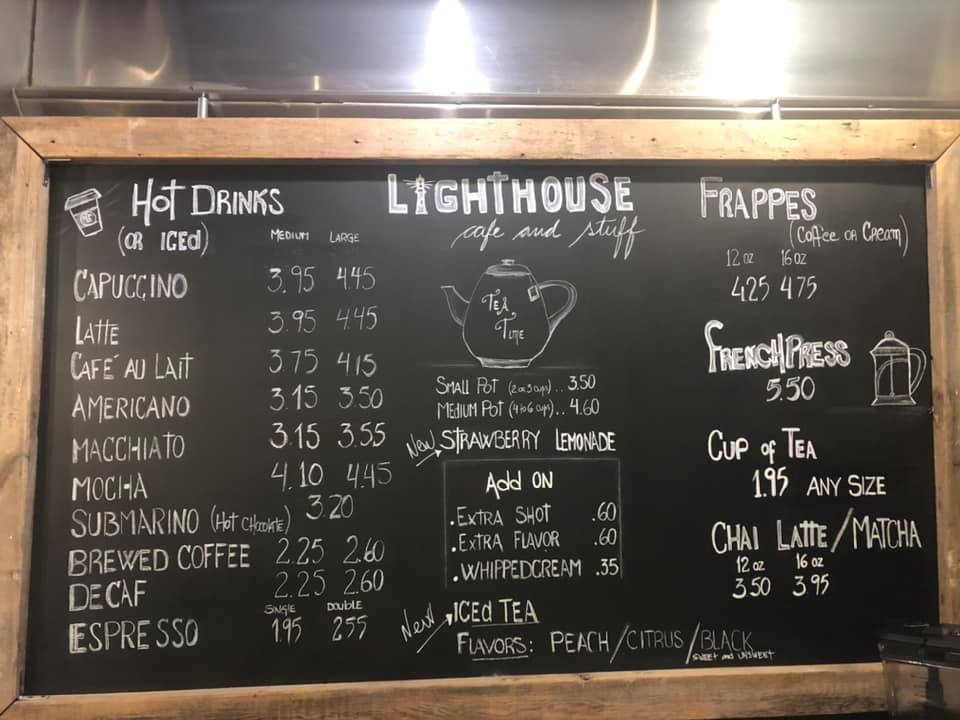 HOT DRINKS
(OR ICED)
MEDIUM LARGE
CAPUCCINO 3.95 4.45
LATTE 3.95 4.45
CAFÉ AU LAIT 3.75 4.15
AMERICANO 3.15 3.50
MACCHIATO 3.15 3.55
MOCHA 4.10 4.45
SUBMARINO (HOT CHOCOLATE) 3.20
BREWED COFFEE 2.25 2.60
DECAF 2.25 2.60
SINGLE DOUBLE
ESPRESSO 1.95 2.55
LIGHTHOUSE
cafe and stuff
TEA
TIME
SMALL POT (2 OR 3 CUPS).. 3.50
MEDIUM POT (4 to 6 cups).. 4.60
New STRAWBERRY LEMONADE
Add ON
.EXTRA SHOT .60
.EXTRA FLAVOR .60
.WHIPPEDCREAM .35
New! ICED TEA
FLAVORS: PEACH/CITRUS/BLACK
SWEET AND UNSWEET
FRAPPES
(COFFEE OR CREAM)
12 oz 16 oz
4.25 4.75
FRENCH PRESS
5.50
CUP of TEA
1.95 ANY SIZE
CHAI LATTE/MATCHA
12 oz 16 oz
3.50 3.95